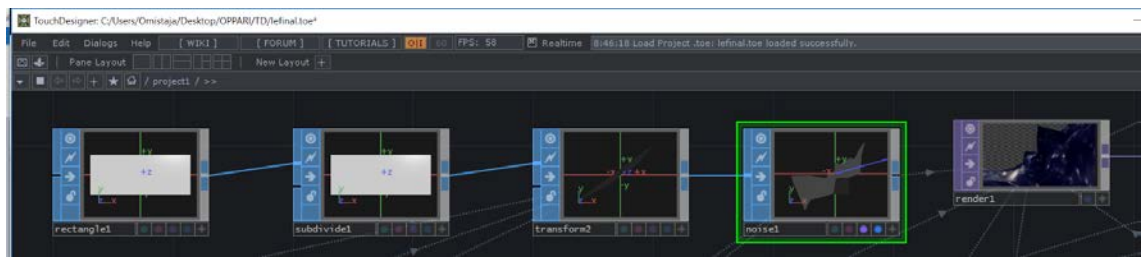 TouchDesigner: C:/Users/Omistaja/Desktop/OPPARI/TD/lefinal.toe*
File Edit Dialogs Help [ WIKI ] [ FORUM ] [ TUTORIALS ] O|I 60 FPS: 58 Realtime 8:46:18 Load Project .toe: lefinal.toe loaded successfully.
Pane Layout New Layout +
/ project1 / >>
+y
+z
y
z x
rectangle1
+y
+z
y
z x
subdivide1
+y
-x -z +x
-y
y
z x
transform2
+y
y
z x
noise1
render1